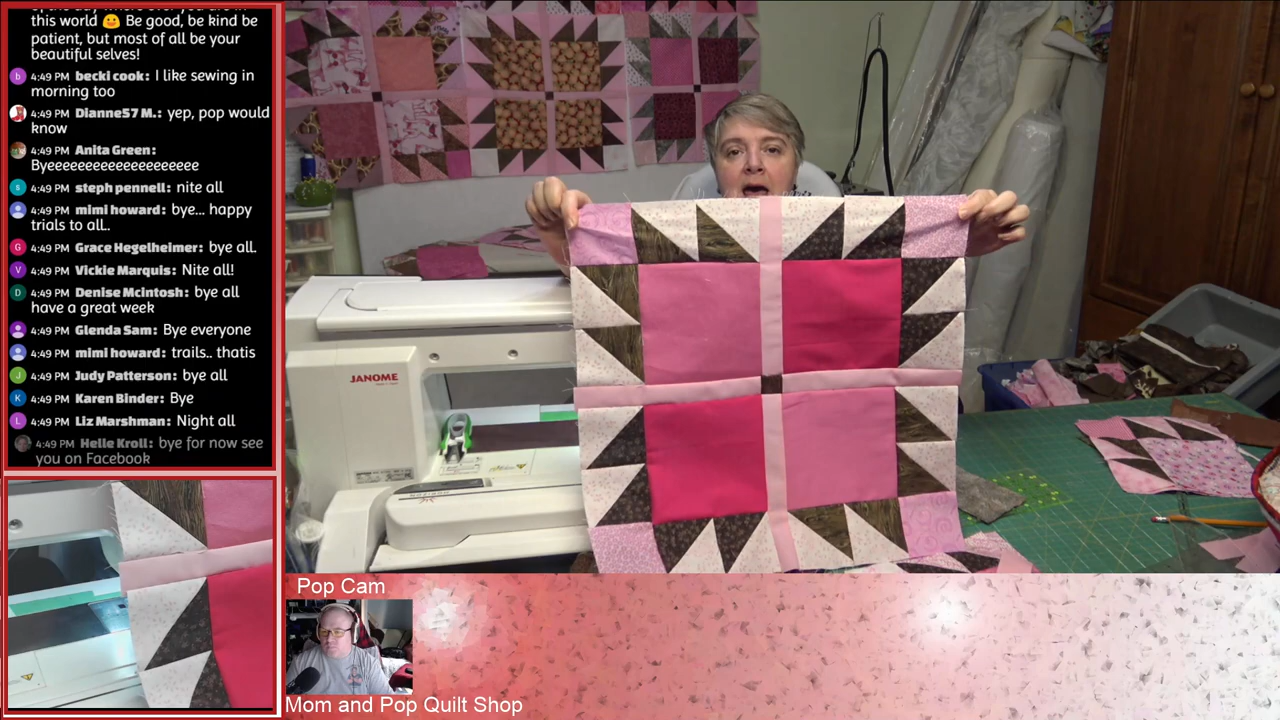 of the day where ever you are in
this world 🙂 Be good, be kind be
patient, but most of all be your
beautiful selves!
b 4:49 PM becki cook: I like sewing in
morning too
4:49 PM Dianne57 M.: yep, pop would
know
4:49 PM Anita Green:
Byeeeeeeeeeeeeeeeeeee
s 4:49 PM steph pennell: nite all
4:49 PM mimi howard: bye... happy
trials to all..
G 4:49 PM Grace Hegelheimer: bye all.
V 4:49 PM Vickie Marquis: Nite all!
D 4:49 PM Denise Mcintosh: bye all
have a great week
4:49 PM Glenda Sam: Bye everyone
4:49 PM mimi howard: trails.. thatis
J 4:49 PM Judy Patterson: bye all
K 4:49 PM Karen Binder: Bye
L 4:49 PM Liz Marshman: Night all
4:49 PM Helle Kroll: bye for now see
you on Facebook
JANOME
HORIZON
Pop Cam
Mom and Pop Quilt Shop